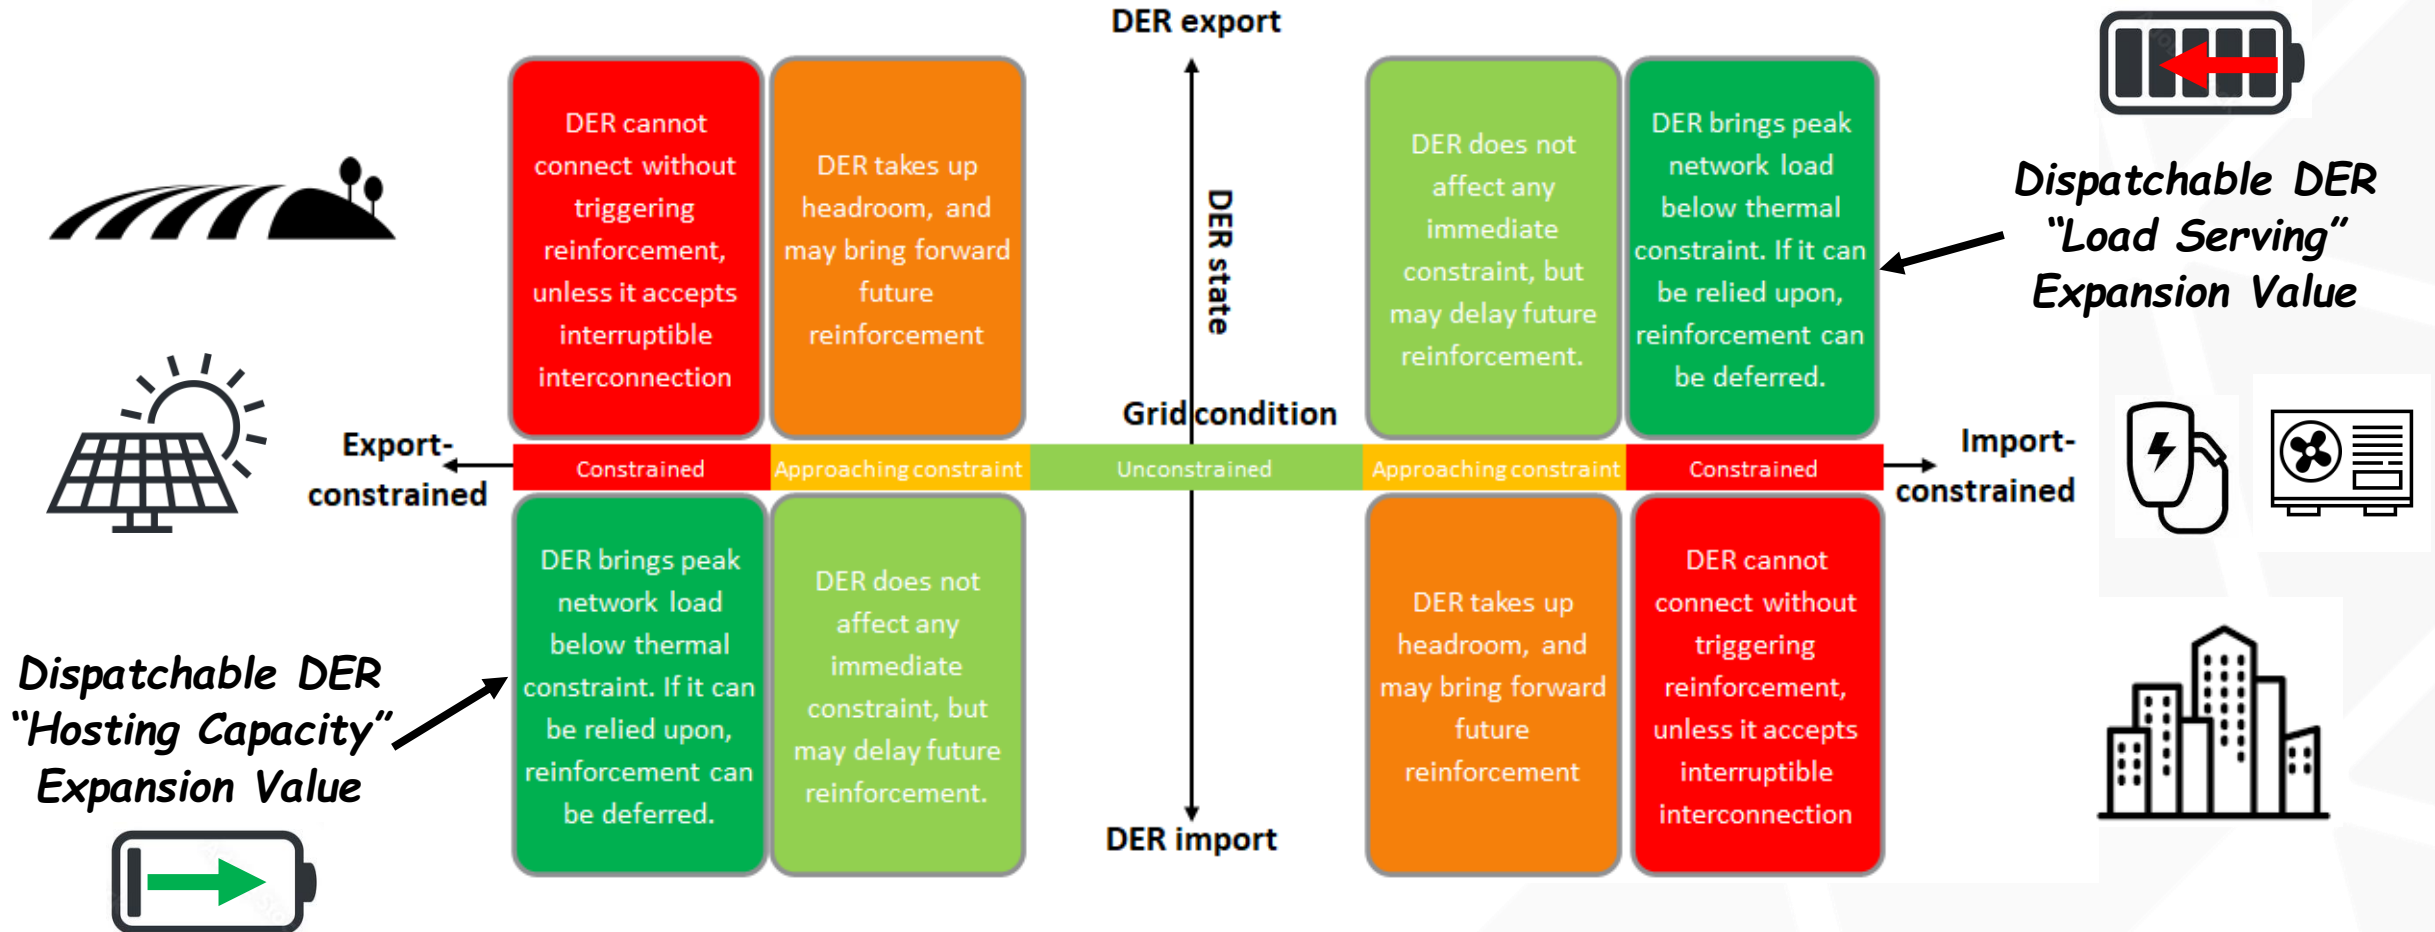 DER export
DER cannot
connect without
triggering
reinforcement,
unless it accepts
interruptible
interconnection
DER takes up
headroom, and
may bring forward
future
reinforcement
DER state
DER does not
affect any
immediate
constraint, but
may delay future
reinforcement.
DER brings peak
network load
below thermal
constraint. If it can
be relied upon,
reinforcement can
be deferred.
Dispatchable DER
“Load Serving”
Expansion Value
Grid condition
Export-
constrained
Constrained
Approaching constraint
Unconstrained
Approaching constraint
Constrained
Import-
constrained
Dispatchable DER
“Hosting Capacity”
Expansion Value
DER brings peak
network load
below thermal
constraint. If it can
be relied upon,
reinforcement can
be deferred.
DER does not
affect any
immediate
constraint, but
may delay future
reinforcement.
DER takes up
headroom, and
may bring forward
future
reinforcement
DER cannot
connect without
triggering
reinforcement,
unless it accepts
interruptible
interconnection
DER import